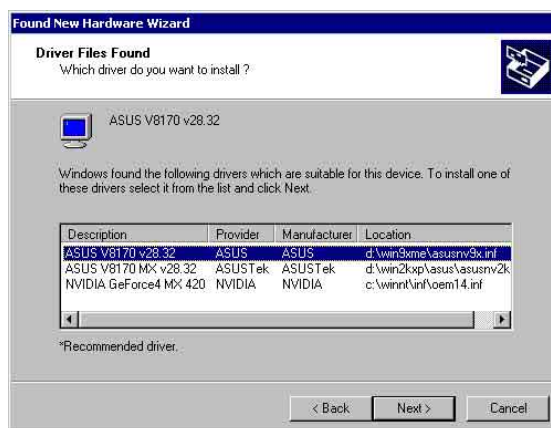 Found New Hardware Wizard
Driver Files Found
Which driver do you want to install ?
ASUS V8170 v28.32
Windows found the following drivers which are suitable for this device. To install one of
these drivers select it from the list and click Next.
Description Provider Manufacturer Location
ASUS V8170 v28.32 ASUS ASUS d:\win9xme\asusnv9x.inf
ASUS V8170 MX v28.32 ASUSTek ASUSTek d:\win2kxp\asus\asusnv2k
NVIDIA GeForce4 MX 420 NVIDIA NVIDIA c:\winnt\inf\oem14.inf
*Recommended driver.
< Back Next > Cancel